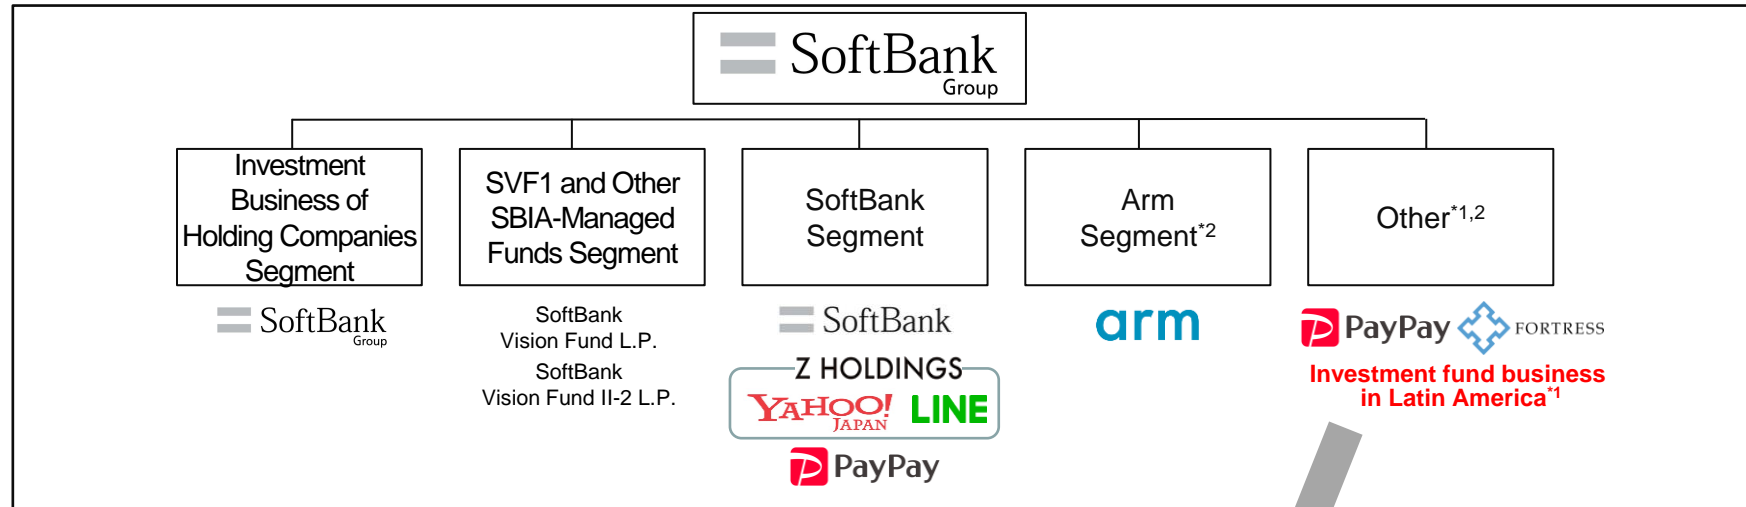 SoftBank
Group
Investment
Business of
Holding Companies
Segment
SVF1 and Other
SBIA-Managed
Funds Segment
SoftBank
Segment
Arm
Segment*2
Other*1,2
SoftBank
Group
SoftBank
Vision Fund L.P.
SoftBank
Vision Fund II-2 L.P.
SoftBank
Z HOLDINGS
YAHOO!
JAPAN
LINE
PayPay
arm
PayPay
FORTRESS
Investment fund business
in Latin America*1